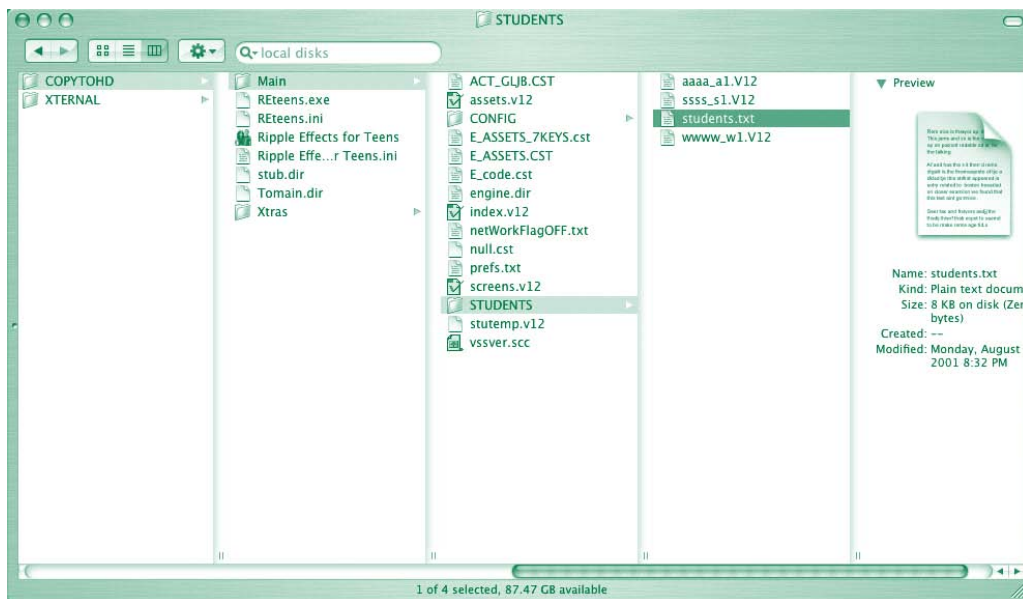 STUDENTS
local disks
COPYTOHD
XTERNAL
Main
REteens.exe
REteens.ini
Ripple Effects for Teens
Ripple Effe...r Teens.ini
stub.dir
Tomain.dir
Xtras
ACT_GLJB.CST
assets.v12
CONFIG
E_ASSETS_7KEYS.cst
E_ASSETS.CST
E_code.cst
engine.dir
index.v12
netWorkFlagOFF.txt
null.cst
prefs.txt
screens.v12
STUDENTS
stutemp.v12
vssver.scc
aaaa_a1.V12
ssss_s1.V12
students.txt
wwww_w1.V12
Preview
Name: students.txt
Kind: Plain text docum
Size: 8 KB on disk (Zer
bytes)
Created: --
Modified: Monday, August
2001 8:32 PM
1 of 4 selected, 87.47 GB available